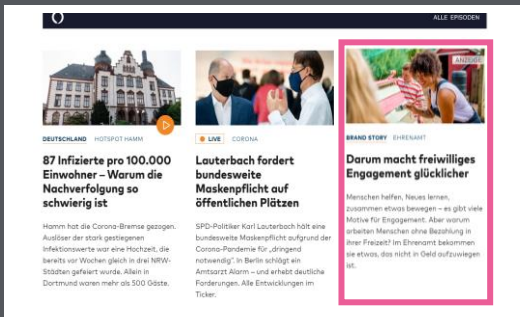 ALLE EPISODEN
DEUTSCHLAND HOTSPOT HAMM
87 Infizierte pro 100.000
Einwohner – Warum die
Nachverfolgung so
schwierig ist
Hamm hat die Corona-Bremse gezogen.
Auslöser der stark gestiegenen
Infektionswerte war eine Hochzeit, die
bereits vor Wochen gleich in drei NRW-
Städten gefeiert wurde. Allein in
Dortmund waren mehr als 500 Gäste.
LIVE CORONA
Lauterbach fordert
bundesweite
Maskenpflicht auf
öffentlichen Plätzen
SPD-Politiker Karl Lauterbach hält eine
bundesweite Maskenpflicht aufgrund der
Corona-Pandemie für „dringend
notwendig“. In Berlin schlägt ein
Amtsarzt Alarm – und erhebt deutliche
Forderungen. Alle Entwicklungen im
Ticker.
ANZEIGE
BRAND STORY EHRENAMT
Darum macht freiwilliges
Engagement glücklicher
Menschen helfen, Neues lernen,
zusammen etwas bewegen – es gibt viele
Motive für Engagement. Aber warum
arbeiten Menschen ohne Bezahlung in
ihrer Freizeit? Im Ehrenamt bekommen
sie etwas, das nicht in Geld aufzuwiegen
ist.